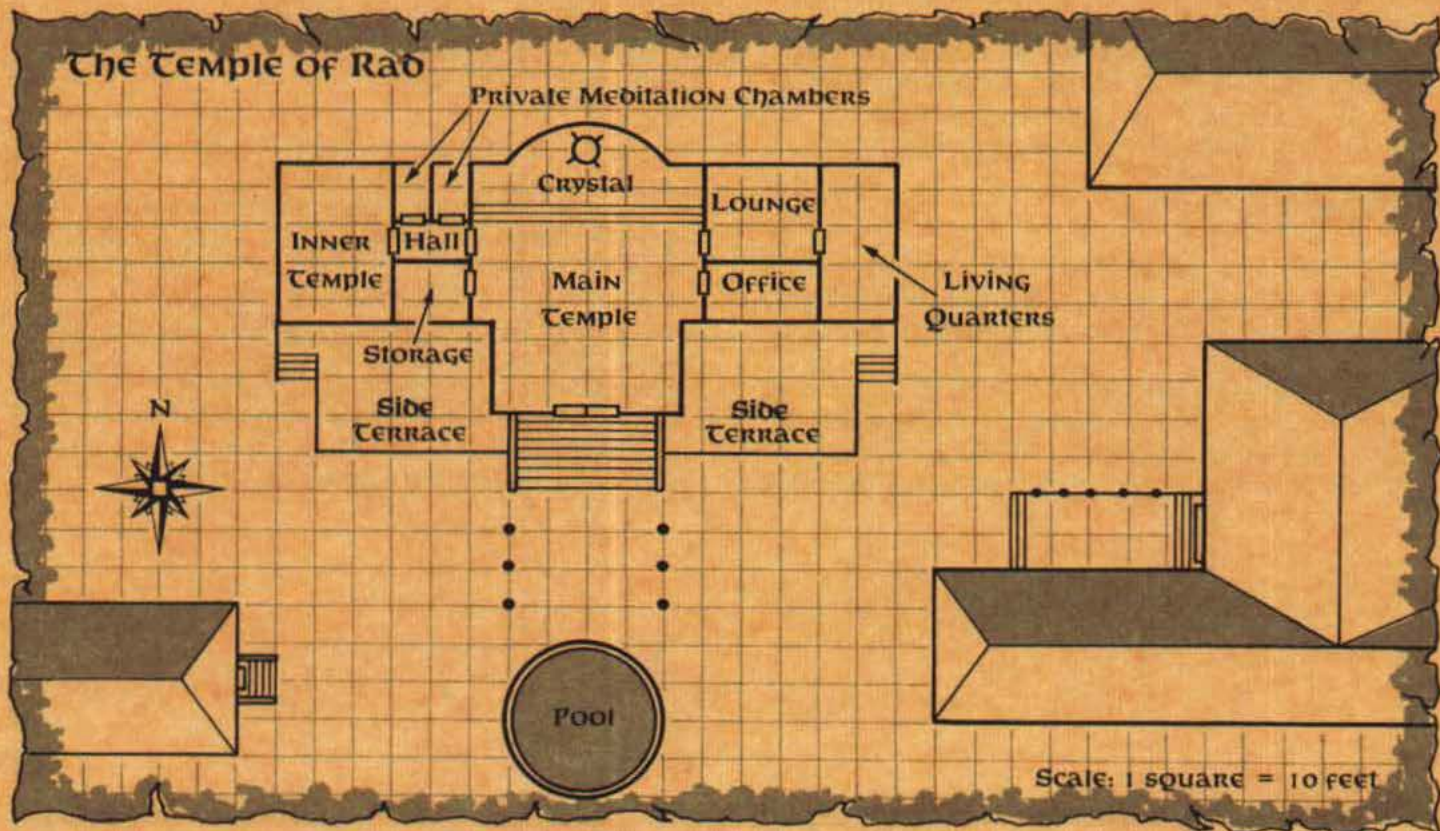 The Temple of Rad
Private Meditation Chambers
Crystal
Lounge
Inner
Temple
Hall
Main
Temple
Office
Living
Quarters
Storage
Side
Terrace
Side
Terrace
N
Pool
Scale: 1 square = 10 feet